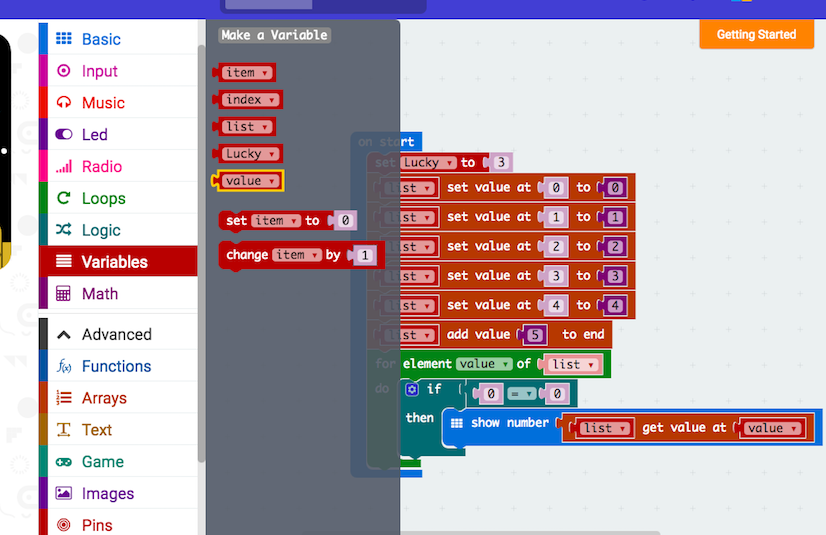 Getting Started
Basic
Input
Music
Led
Radio
Loops
Logic
Variables
Math
Advanced
Functions
Arrays
Text
Game
Images
Pins
Make a Variable
item
index
list
Lucky
value
set item to 0
change item by 1
on start
set Lucky to 3
list set value at 0 to 0
list set value at 1 to 1
list set value at 2 to 2
list set value at 3 to 3
list set value at 4 to 4
list add value 5 to end
for element value of list
do if 0 = 0
then show number list get value at value